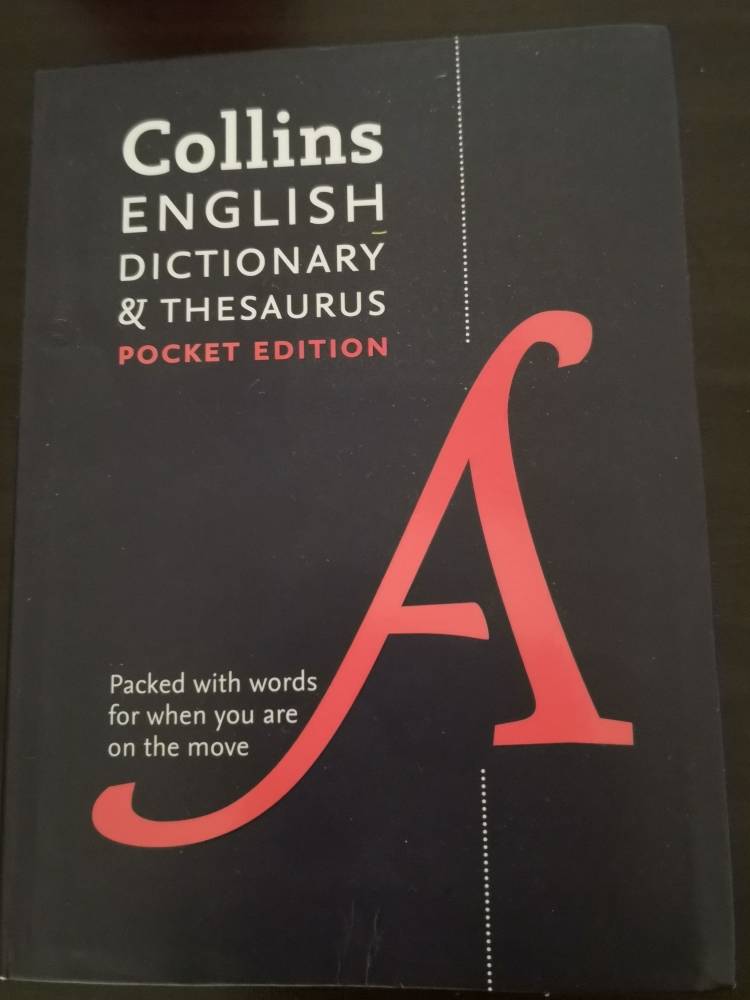 Collins
ENGLISH
DICTIONARY
& THESAURUS
POCKET EDITION
A
Packed with words
for when you are
on the move